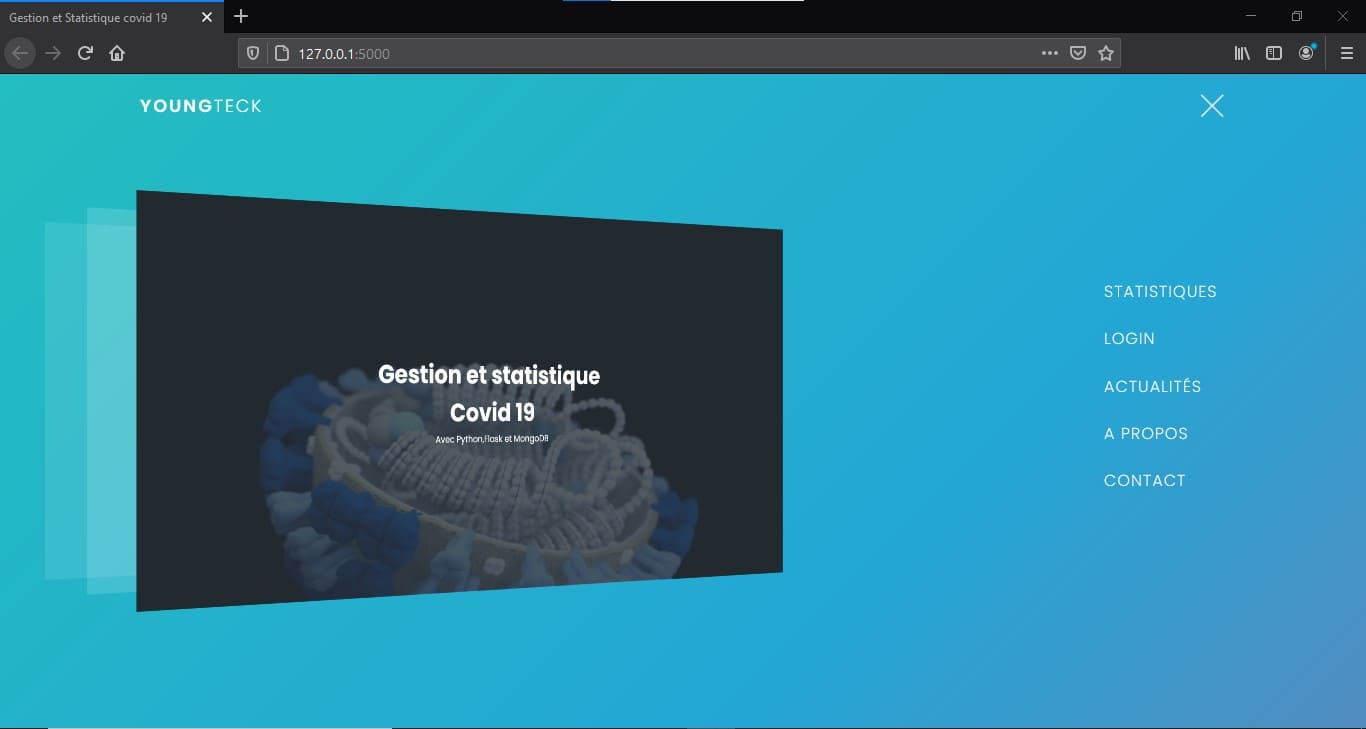 Gestion et Statistique covid 19
127.0.0.1:5000
YOUNGTECK
Gestion et statistique
Covid 19
Avec Python,Flask et MongoDB
STATISTIQUES
LOGIN
ACTUALITÉS
A PROPOS
CONTACT